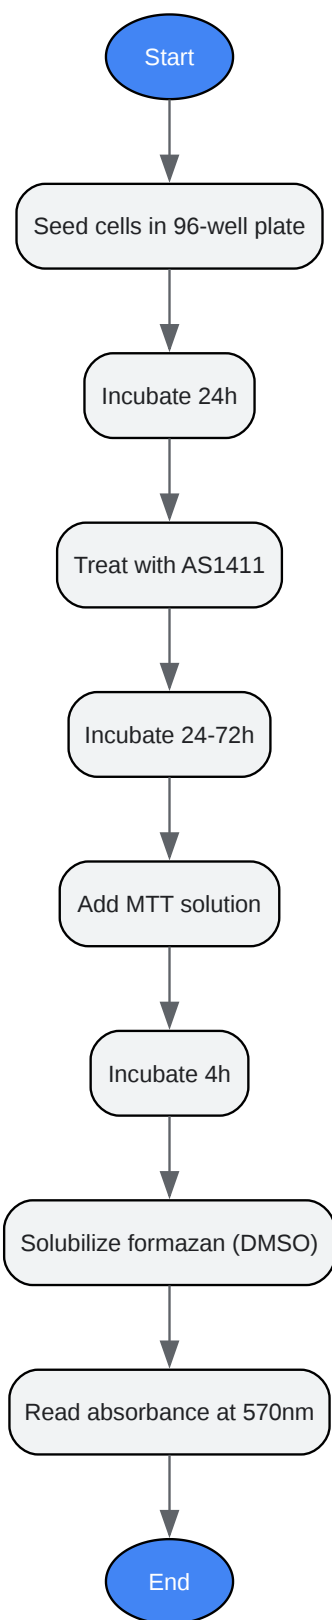 Start
Seed cells in 96-well plate
Incubate 24h
Treat with AS1411
Incubate 24-72h
Add MTT solution
Incubate 4h
Solubilize formazan (DMSO)
Read absorbance at 570nm
End